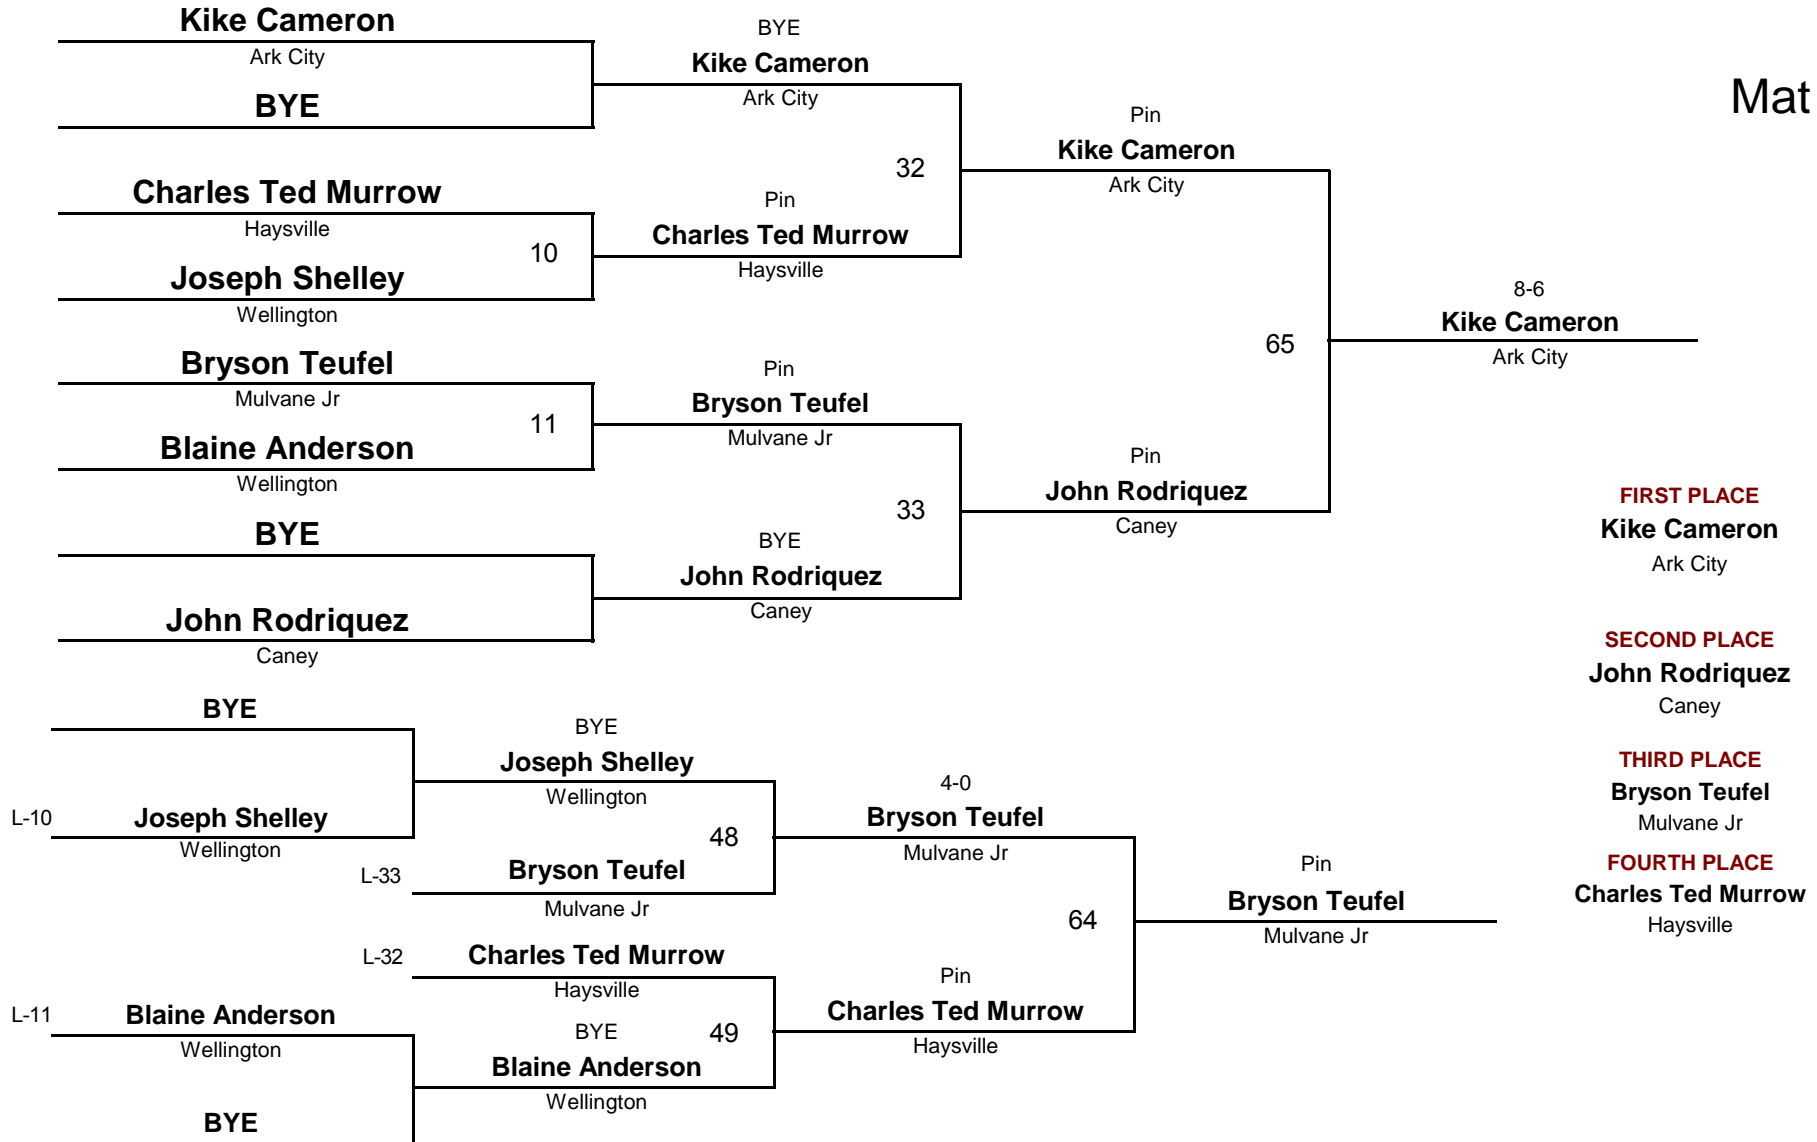 Kike Cameron
Ark City
BYE
Charles Ted Murrow
Haysville
10
Joseph Shelley
Wellington
Bryson Teufel
Mulvane Jr
11
Blaine Anderson
Wellington
BYE
John Rodriquez
Caney
BYE
Kike Cameron
Ark City
32
Pin
Charles Ted Murrow
Haysville
Pin
Bryson Teufel
Mulvane Jr
33
BYE
John Rodriquez
Caney
Pin
Kike Cameron
Ark City
65
Pin
John Rodriquez
Caney
8-6
Kike Cameron
Ark City
Mat
FIRST PLACE
Kike Cameron
Ark City
SECOND PLACE
John Rodriquez
Caney
THIRD PLACE
Bryson Teufel
Mulvane Jr
FOURTH PLACE
Charles Ted Murrow
Haysville
BYE
L-10
Joseph Shelley
Wellington
L-11
Blaine Anderson
Wellington
BYE
BYE
Joseph Shelley
Wellington
48
L-33
Bryson Teufel
Mulvane Jr
L-32
Charles Ted Murrow
Haysville
BYE
49
Blaine Anderson
Wellington
4-0
Bryson Teufel
Mulvane Jr
64
Pin
Charles Ted Murrow
Haysville
Pin
Bryson Teufel
Mulvane Jr